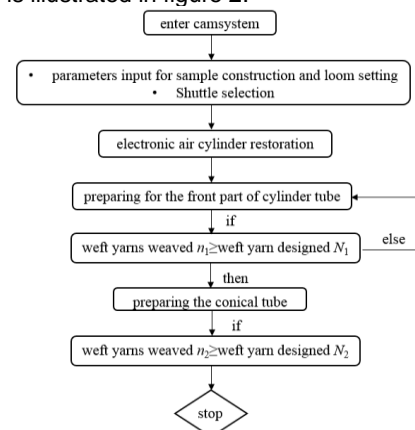 is illustrated in figure 2.
enter camsystem
• parameters input for sample construction and loom setting
• Shuttle selection
electronic air cylinder restoration
preparing for the front part of cylinder tube
if
weft yarns weaved n₁≥weft yarn designed N₁
else
then
preparing the conical tube
if
weft yarns weaved n₂≥weft yarn designed N₂
stop